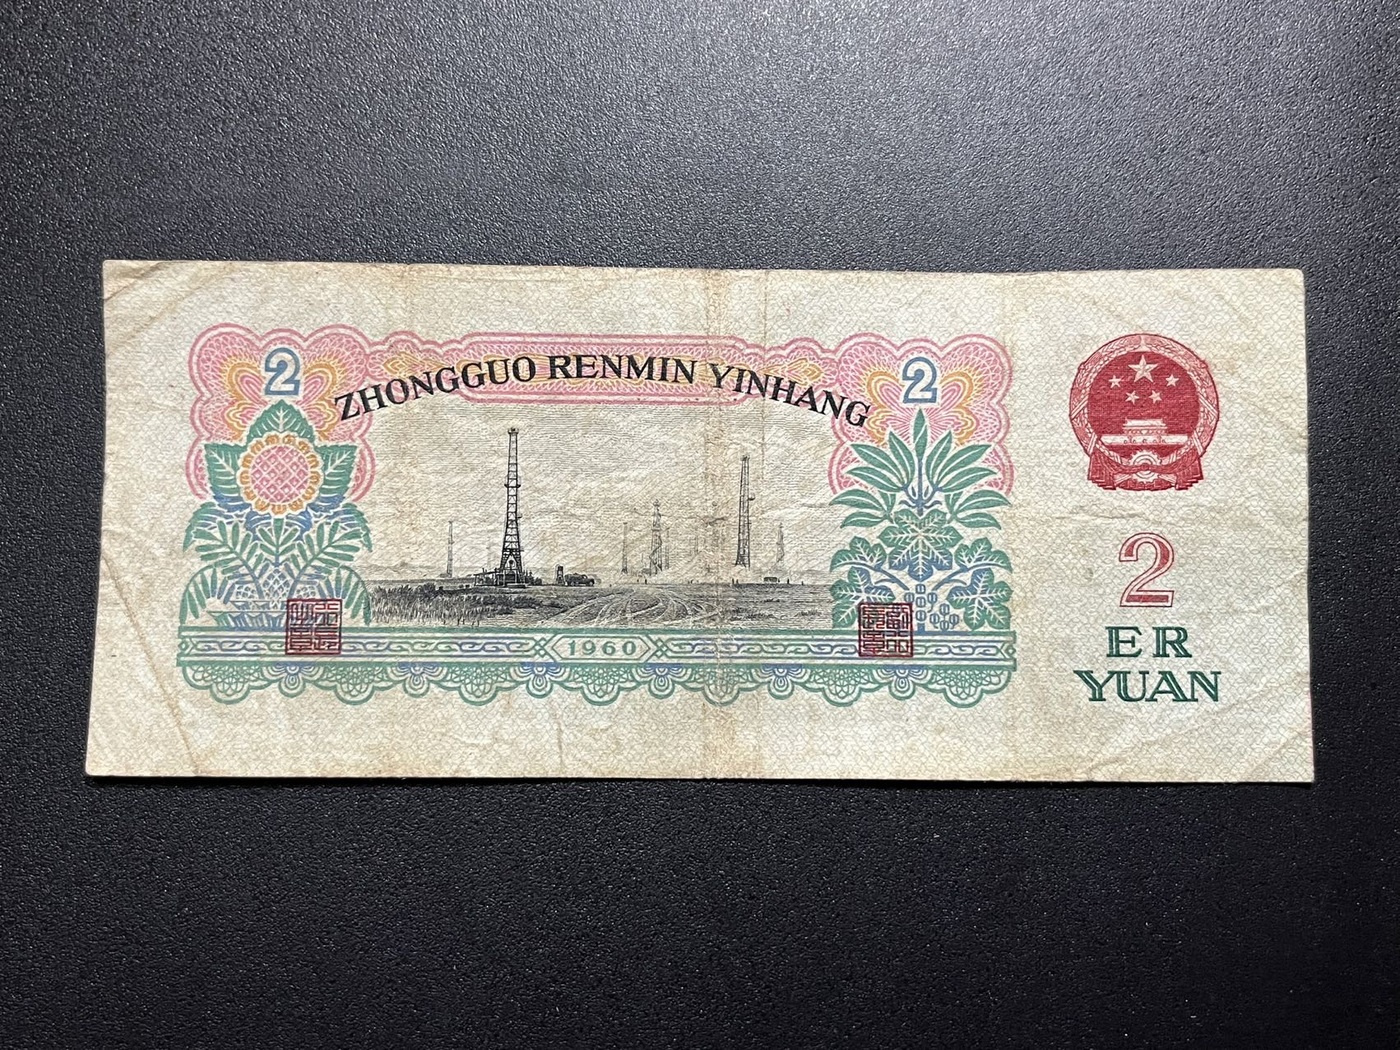 2
ZHONGGUO RENMIN YINHANG
2
1960
2
ER
YUAN